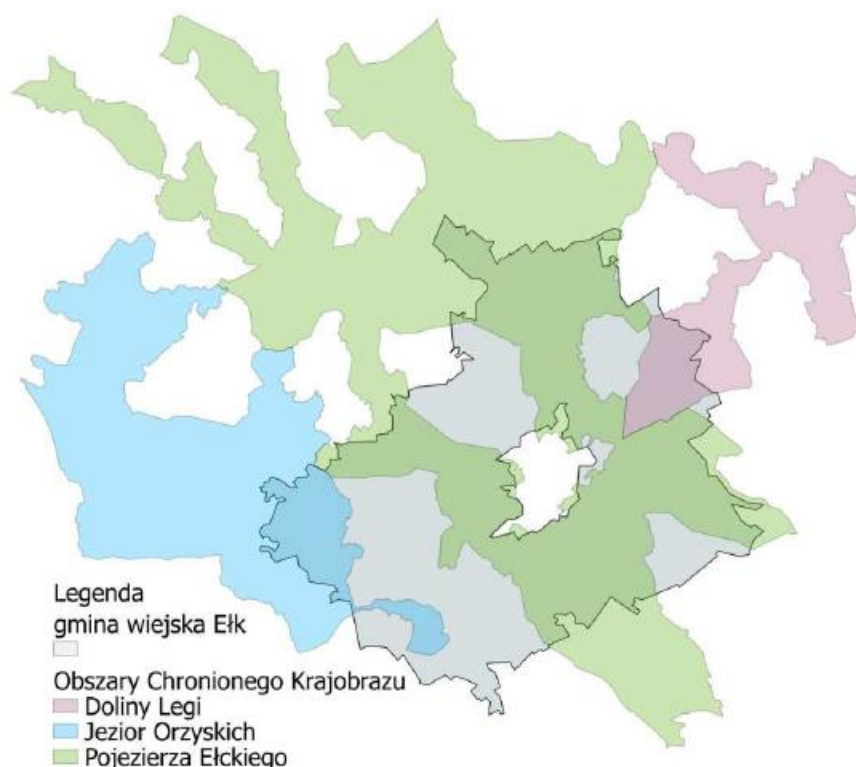 Legenda
gmina wiejska Ełk
Obszary Chronionego Krajobrazu
Doliny Legi
Jezior Orzyskich
Pojezierza Ełckiego